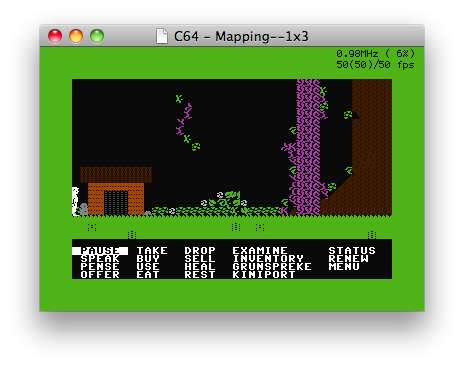 C64 - Mapping--1x3
0.98MHz ( 6%)
50(50)/50 fps
PAUSE TAKE DROP EXAMINE STATUS
SPEAK BUY SELL INVENTORY RENEW
PENSE USE HEAL GRUNSPREKE MENU
OFFER EAT REST KINIPORT